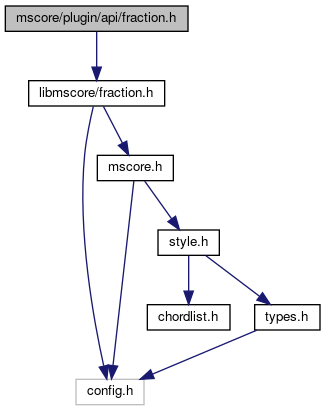 mscore/plugin/api/fraction.h
libmscore/fraction.h
mscore.h
style.h
chordlist.h
types.h
config.h